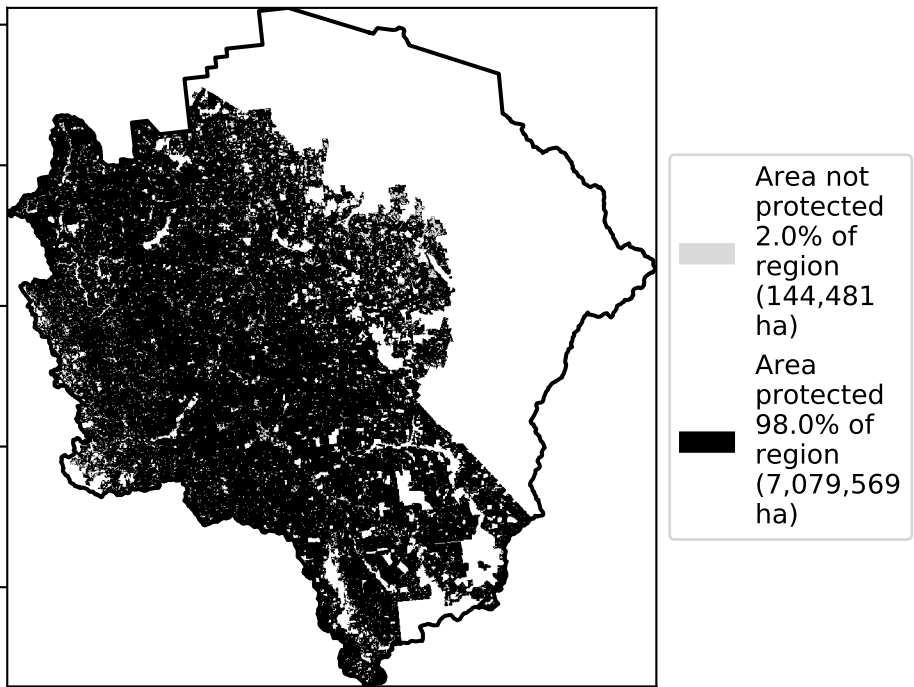 Area not
protected
2.0% of
region
(144,481
ha)
Area
protected
98.0% of
region
(7,079,569
ha)